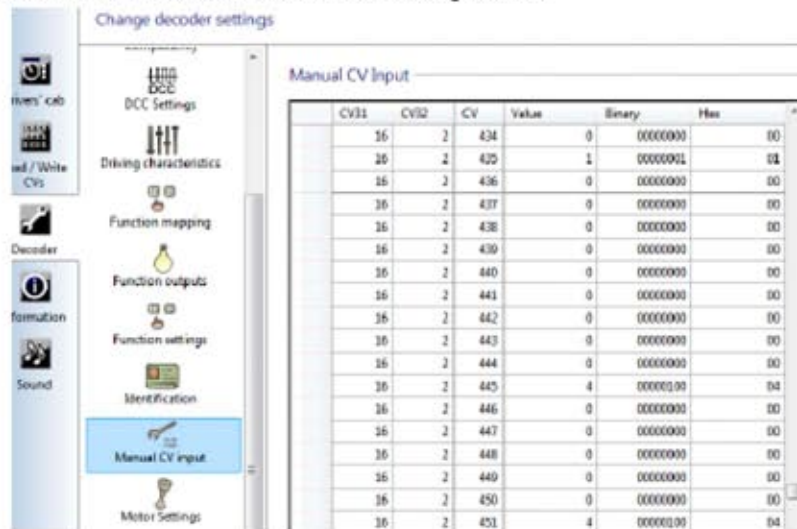 Change decoder settings
rivers' cab
Write
CVs
Decoder
formation
Sound
DCC
DCC Settings
Driving characteristics
Function mapping
Function outputs
Function settings
Identification
Manual CV input
Motor Settings
Manual CV Input
CV31 CV32 CV Value Binary Hex
16 2 434 0 00000000 00
16 2 435 1 00000001 01
16 2 436 0 00000000 00
16 2 437 0 00000000 00
16 2 438 0 00000000 00
16 2 439 0 00000000 00
16 2 440 0 00000000 00
16 2 441 0 00000000 00
16 2 442 0 00000000 00
16 2 443 0 00000000 00
16 2 444 0 00000000 00
16 2 445 4 00000100 04
16 2 446 0 00000000 00
16 2 447 0 00000000 00
16 2 448 0 00000000 00
16 2 449 0 00000000 00
16 2 450 0 00000000 00
16 2 451 4 00000100 04